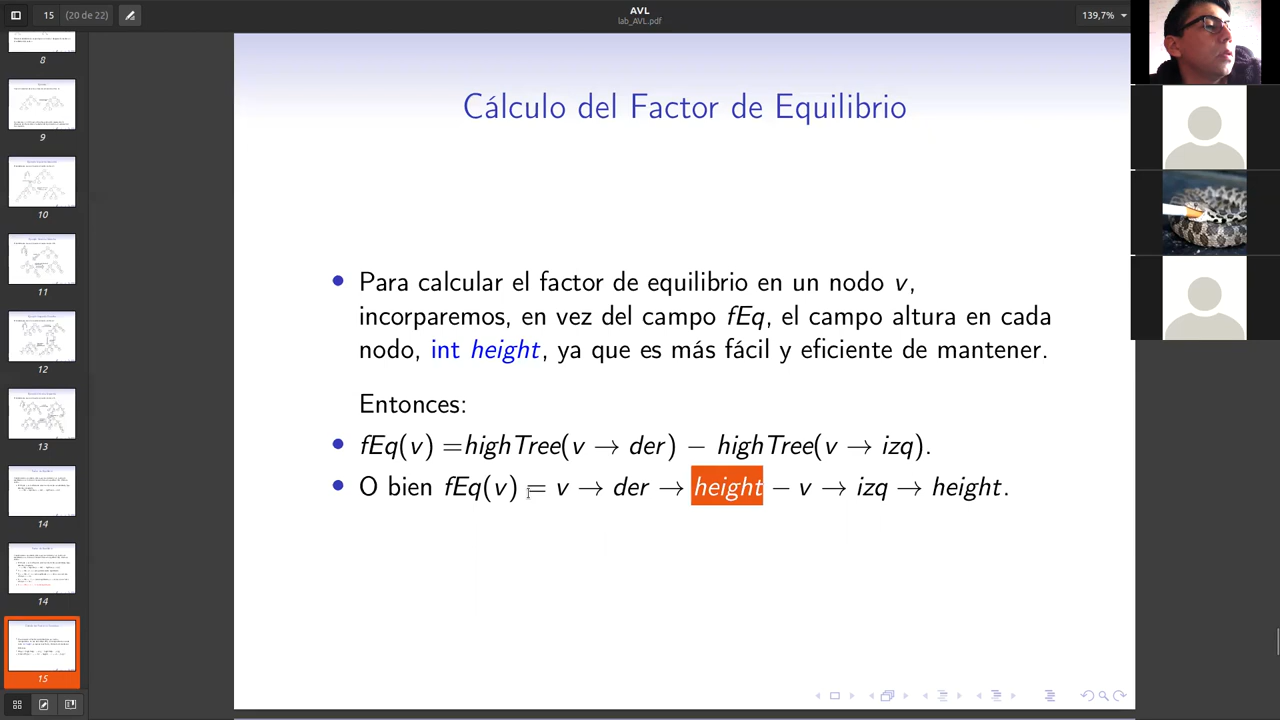 15
(20 de 22)
AVL
lab_AVL.pdf
139,7%
8
9
10
11
12
13
14
14
15
Cálculo del Factor de Equilibrio
Para calcular el factor de equilibrio en un nodo v,
incorparemos, en vez del campo fEq, el campo altura en cada
nodo, int height, ya que es más fácil y eficiente de mantener.
Entonces:
fEq(v) =highTree(v → der) − highTree(v → izq).
O bien fEq(v) = v → der → height − v → izq → height.